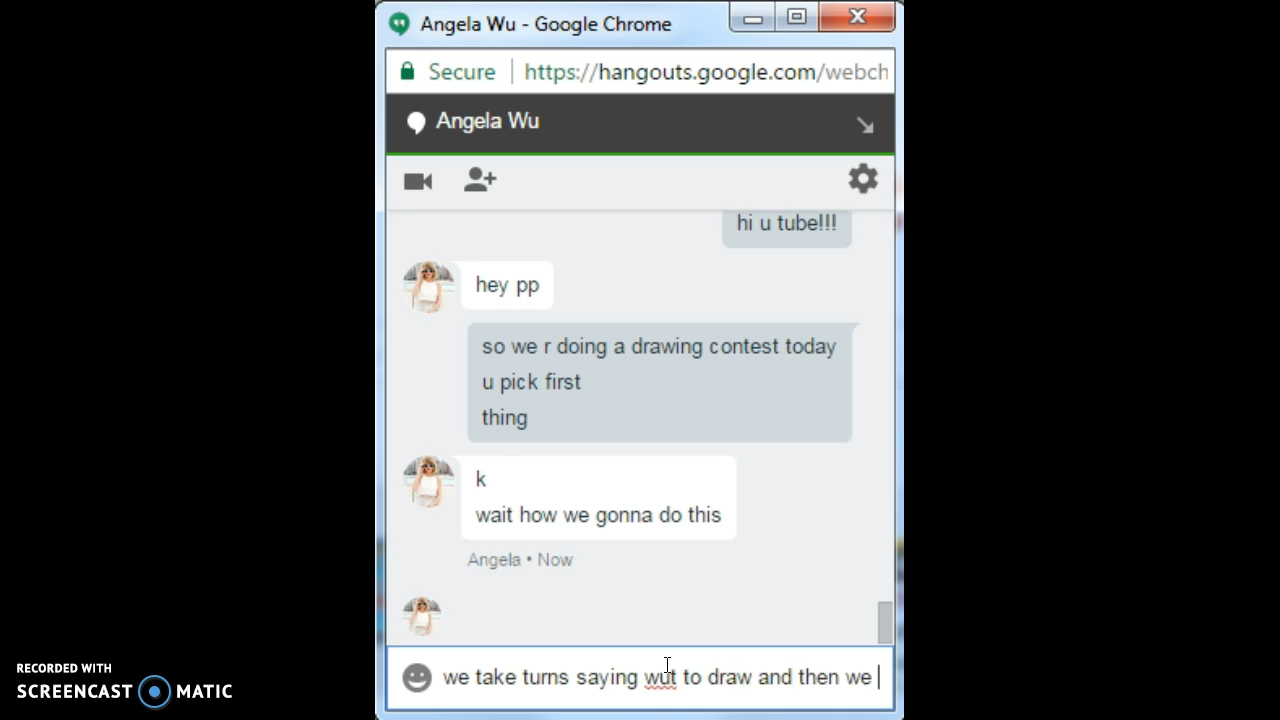 Angela Wu - Google Chrome
Secure https://hangouts.google.com/webch
Angela Wu
hi u tube!!!
hey pp
so we r doing a drawing contest today
u pick first
thing
k
wait how we gonna do this
Angela • Now
we take turns saying wut to draw and then we
RECORDED WITH
SCREENCAST MATIC